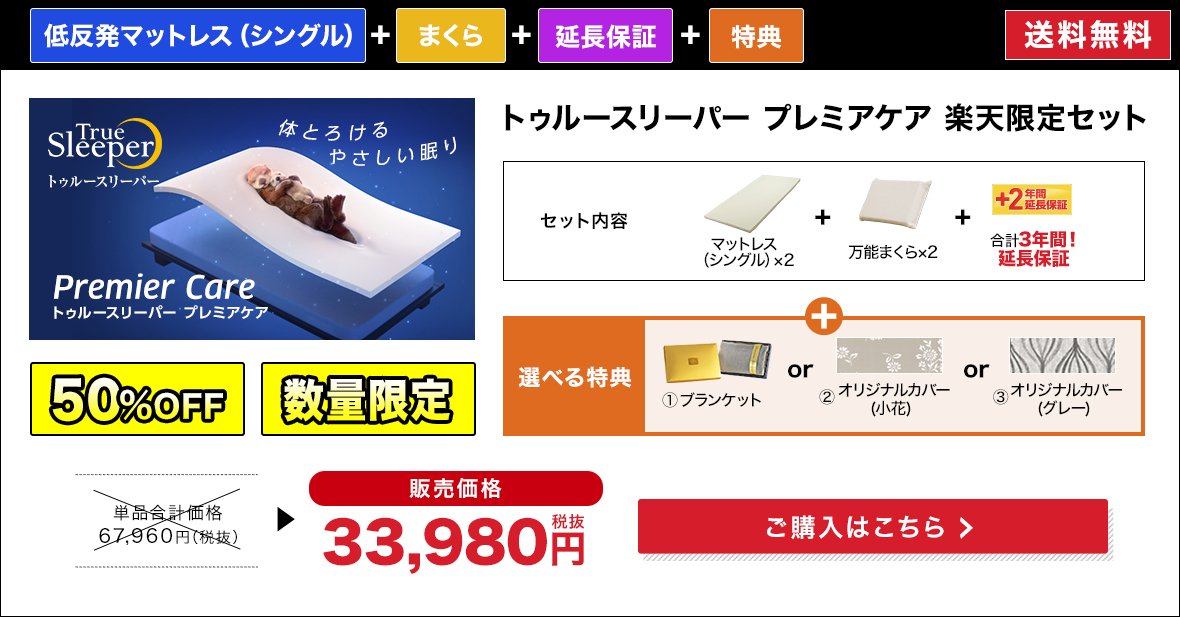 低反発マットレス（シングル）+まくら+延長保証+特典
送料無料
True
Sleeper
トゥルースリーパー
体とろける
やさしい眠り
Premier Care
トゥルースリーパー プレミアケア
50%OFF
数量限定
トゥルースリーパー プレミアケア 楽天限定セット
セット内容
マットレス
（シングル）×2
+
万能まくら×2
+
+2年間
延長保証
合計3年間！
延長保証
+
選べる特典
①ブランケット
or
②オリジナルカバー
(小花)
or
③オリジナルカバー
(グレー)
単品合計価格
67,960円（税抜）
販売価格
33,980円
税抜
ご購入はこちら